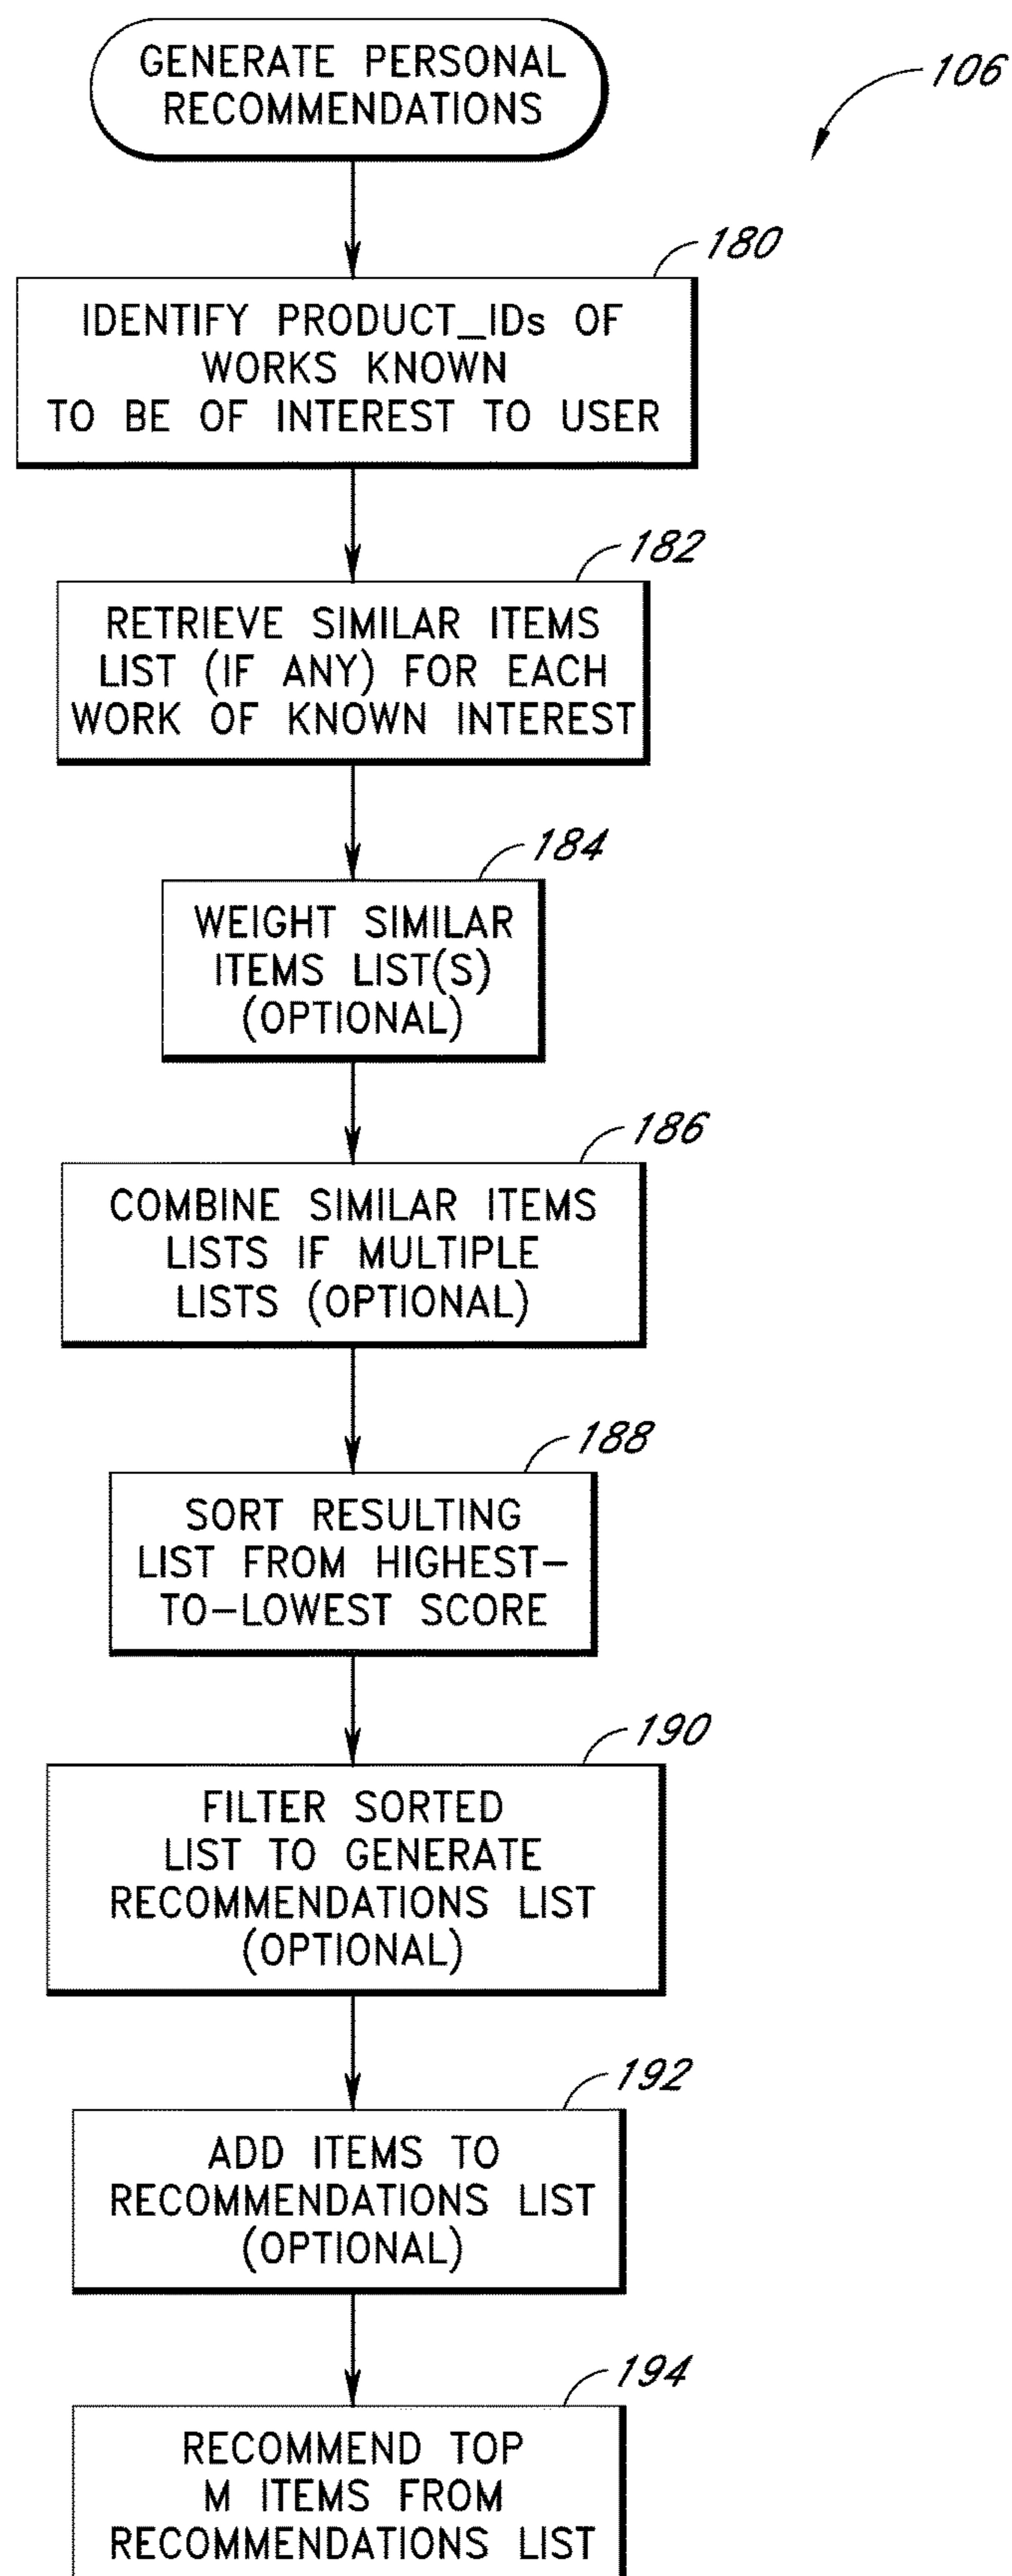 GENERATE PERSONAL
RECOMMENDATIONS
106
180
IDENTIFY PRODUCT_IDs OF
WORKS KNOWN
TO BE OF INTEREST TO USER
182
RETRIEVE SIMILAR ITEMS
LIST (IF ANY) FOR EACH
WORK OF KNOWN INTEREST
184
WEIGHT SIMILAR
ITEMS LIST(S)
(OPTIONAL)
186
COMBINE SIMILAR ITEMS
LISTS IF MULTIPLE
LISTS (OPTIONAL)
188
SORT RESULTING
LIST FROM HIGHEST-
TO-LOWEST SCORE
190
FILTER SORTED
LIST TO GENERATE
RECOMMENDATIONS LIST
(OPTIONAL)
192
ADD ITEMS TO
RECOMMENDATIONS LIST
(OPTIONAL)
194
RECOMMEND TOP
M ITEMS FROM
RECOMMENDATIONS LIST